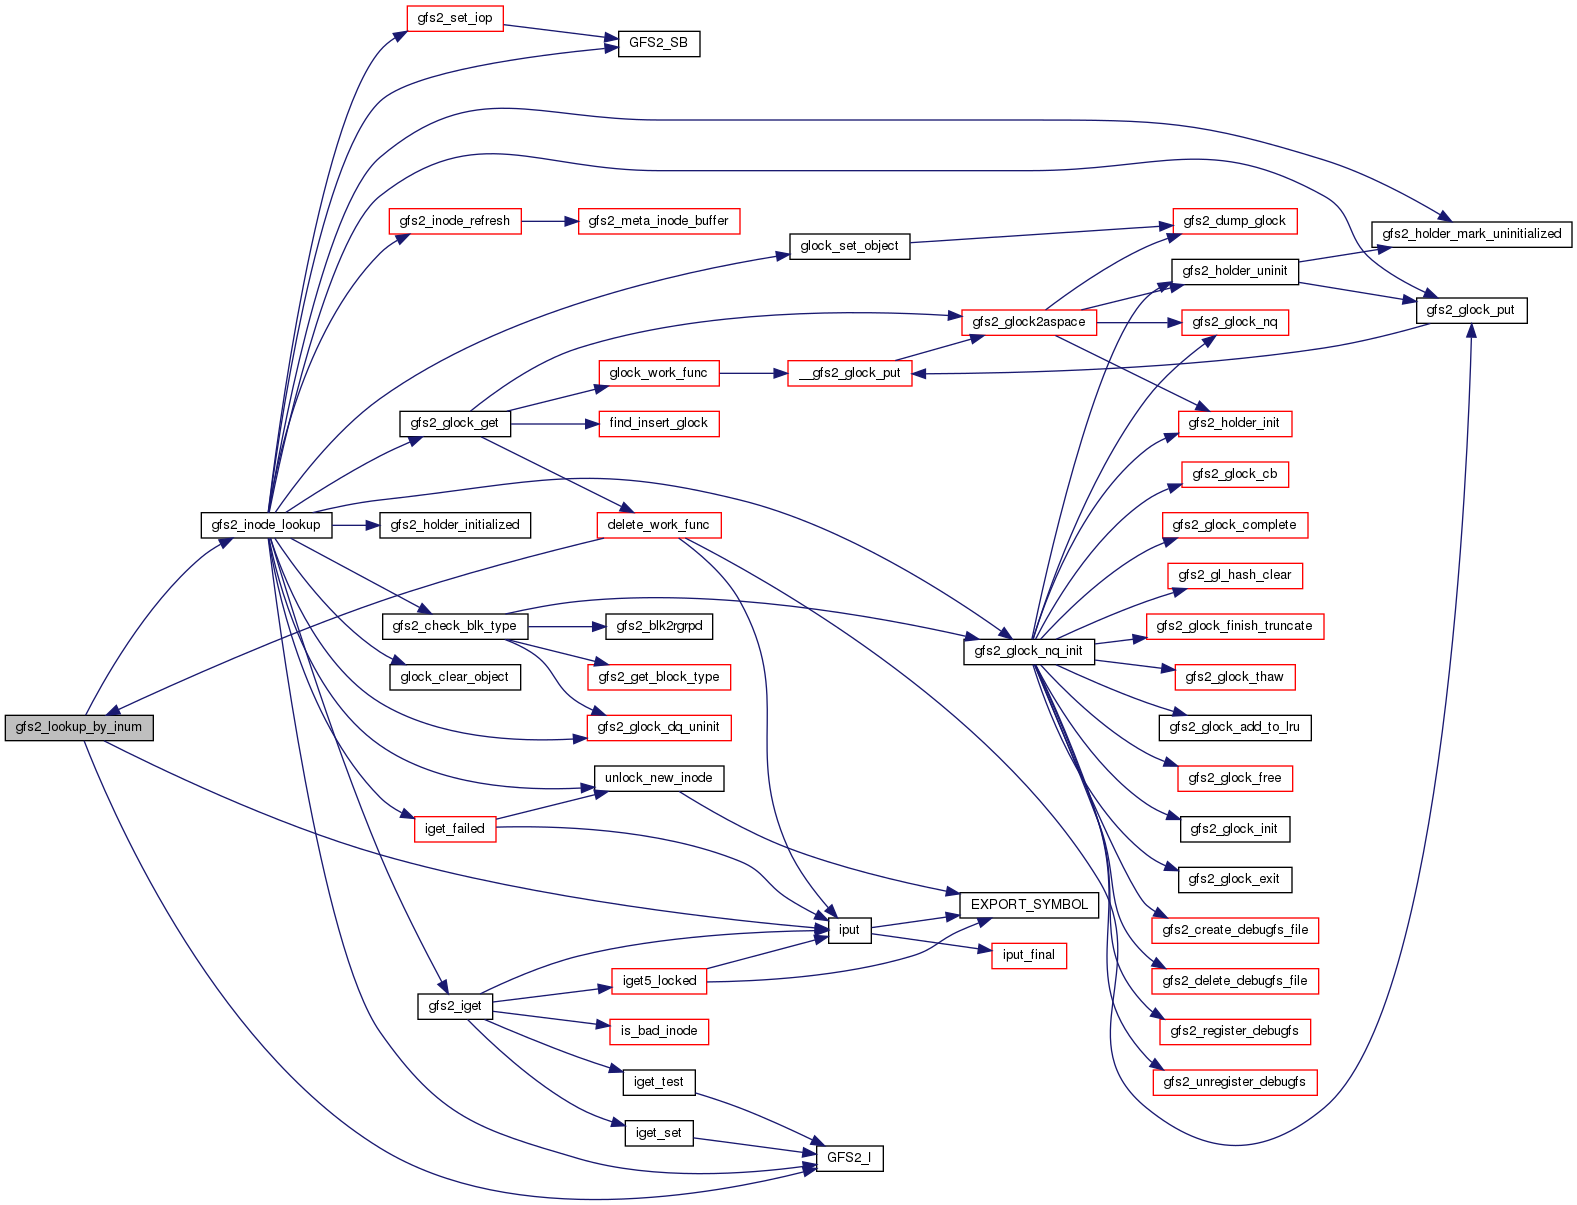 gfs2_set_iop
GFS2_SB
gfs2_inode_refresh
gfs2_meta_inode_buffer
gfs2_dump_glock
glock_set_object
gfs2_holder_mark_uninitialized
gfs2_holder_uninit
gfs2_glock_put
gfs2_glock2aspace
gfs2_glock_nq
glock_work_func
__gfs2_glock_put
gfs2_glock_get
find_insert_glock
gfs2_holder_init
gfs2_glock_cb
gfs2_inode_lookup
gfs2_holder_initialized
delete_work_func
gfs2_glock_complete
gfs2_gl_hash_clear
gfs2_check_blk_type
gfs2_blk2rgrpd
gfs2_glock_finish_truncate
gfs2_glock_nq_init
glock_clear_object
gfs2_get_block_type
gfs2_glock_thaw
gfs2_lookup_by_inum
gfs2_glock_dq_uninit
gfs2_glock_add_to_lru
unlock_new_inode
gfs2_glock_free
iget_failed
gfs2_glock_init
gfs2_glock_exit
EXPORT_SYMBOL
iput
gfs2_create_debugfs_file
iput_final
iget5_locked
gfs2_delete_debugfs_file
gfs2_iget
is_bad_inode
gfs2_register_debugfs
iget_test
gfs2_unregister_debugfs
iget_set
GFS2_I